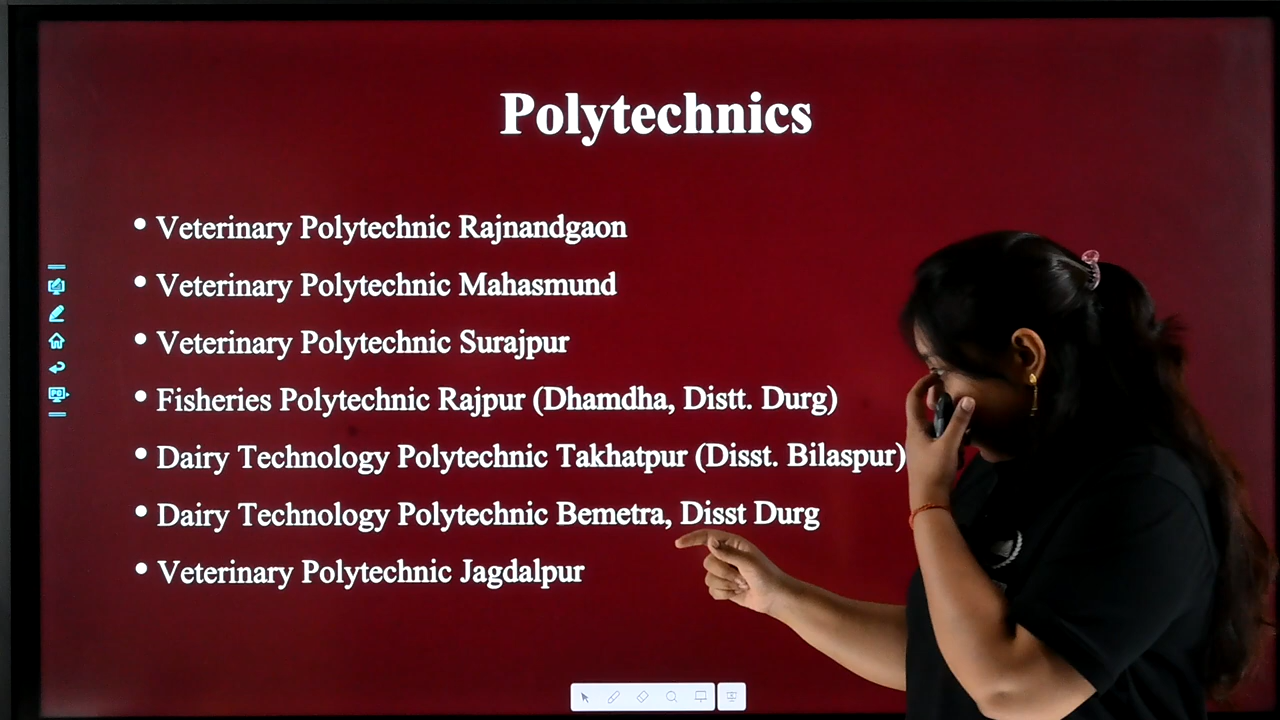 Polytechnics
• Veterinary Polytechnic Rajnandgaon
• Veterinary Polytechnic Mahasmund
• Veterinary Polytechnic Surajpur
• Fisheries Polytechnic Rajpur (Dhamdha, Distt. Durg)
• Dairy Technology Polytechnic Takhatpur (Disst. Bilaspur)
• Dairy Technology Polytechnic Bemetra, Disst Durg
• Veterinary Polytechnic Jagdalpur